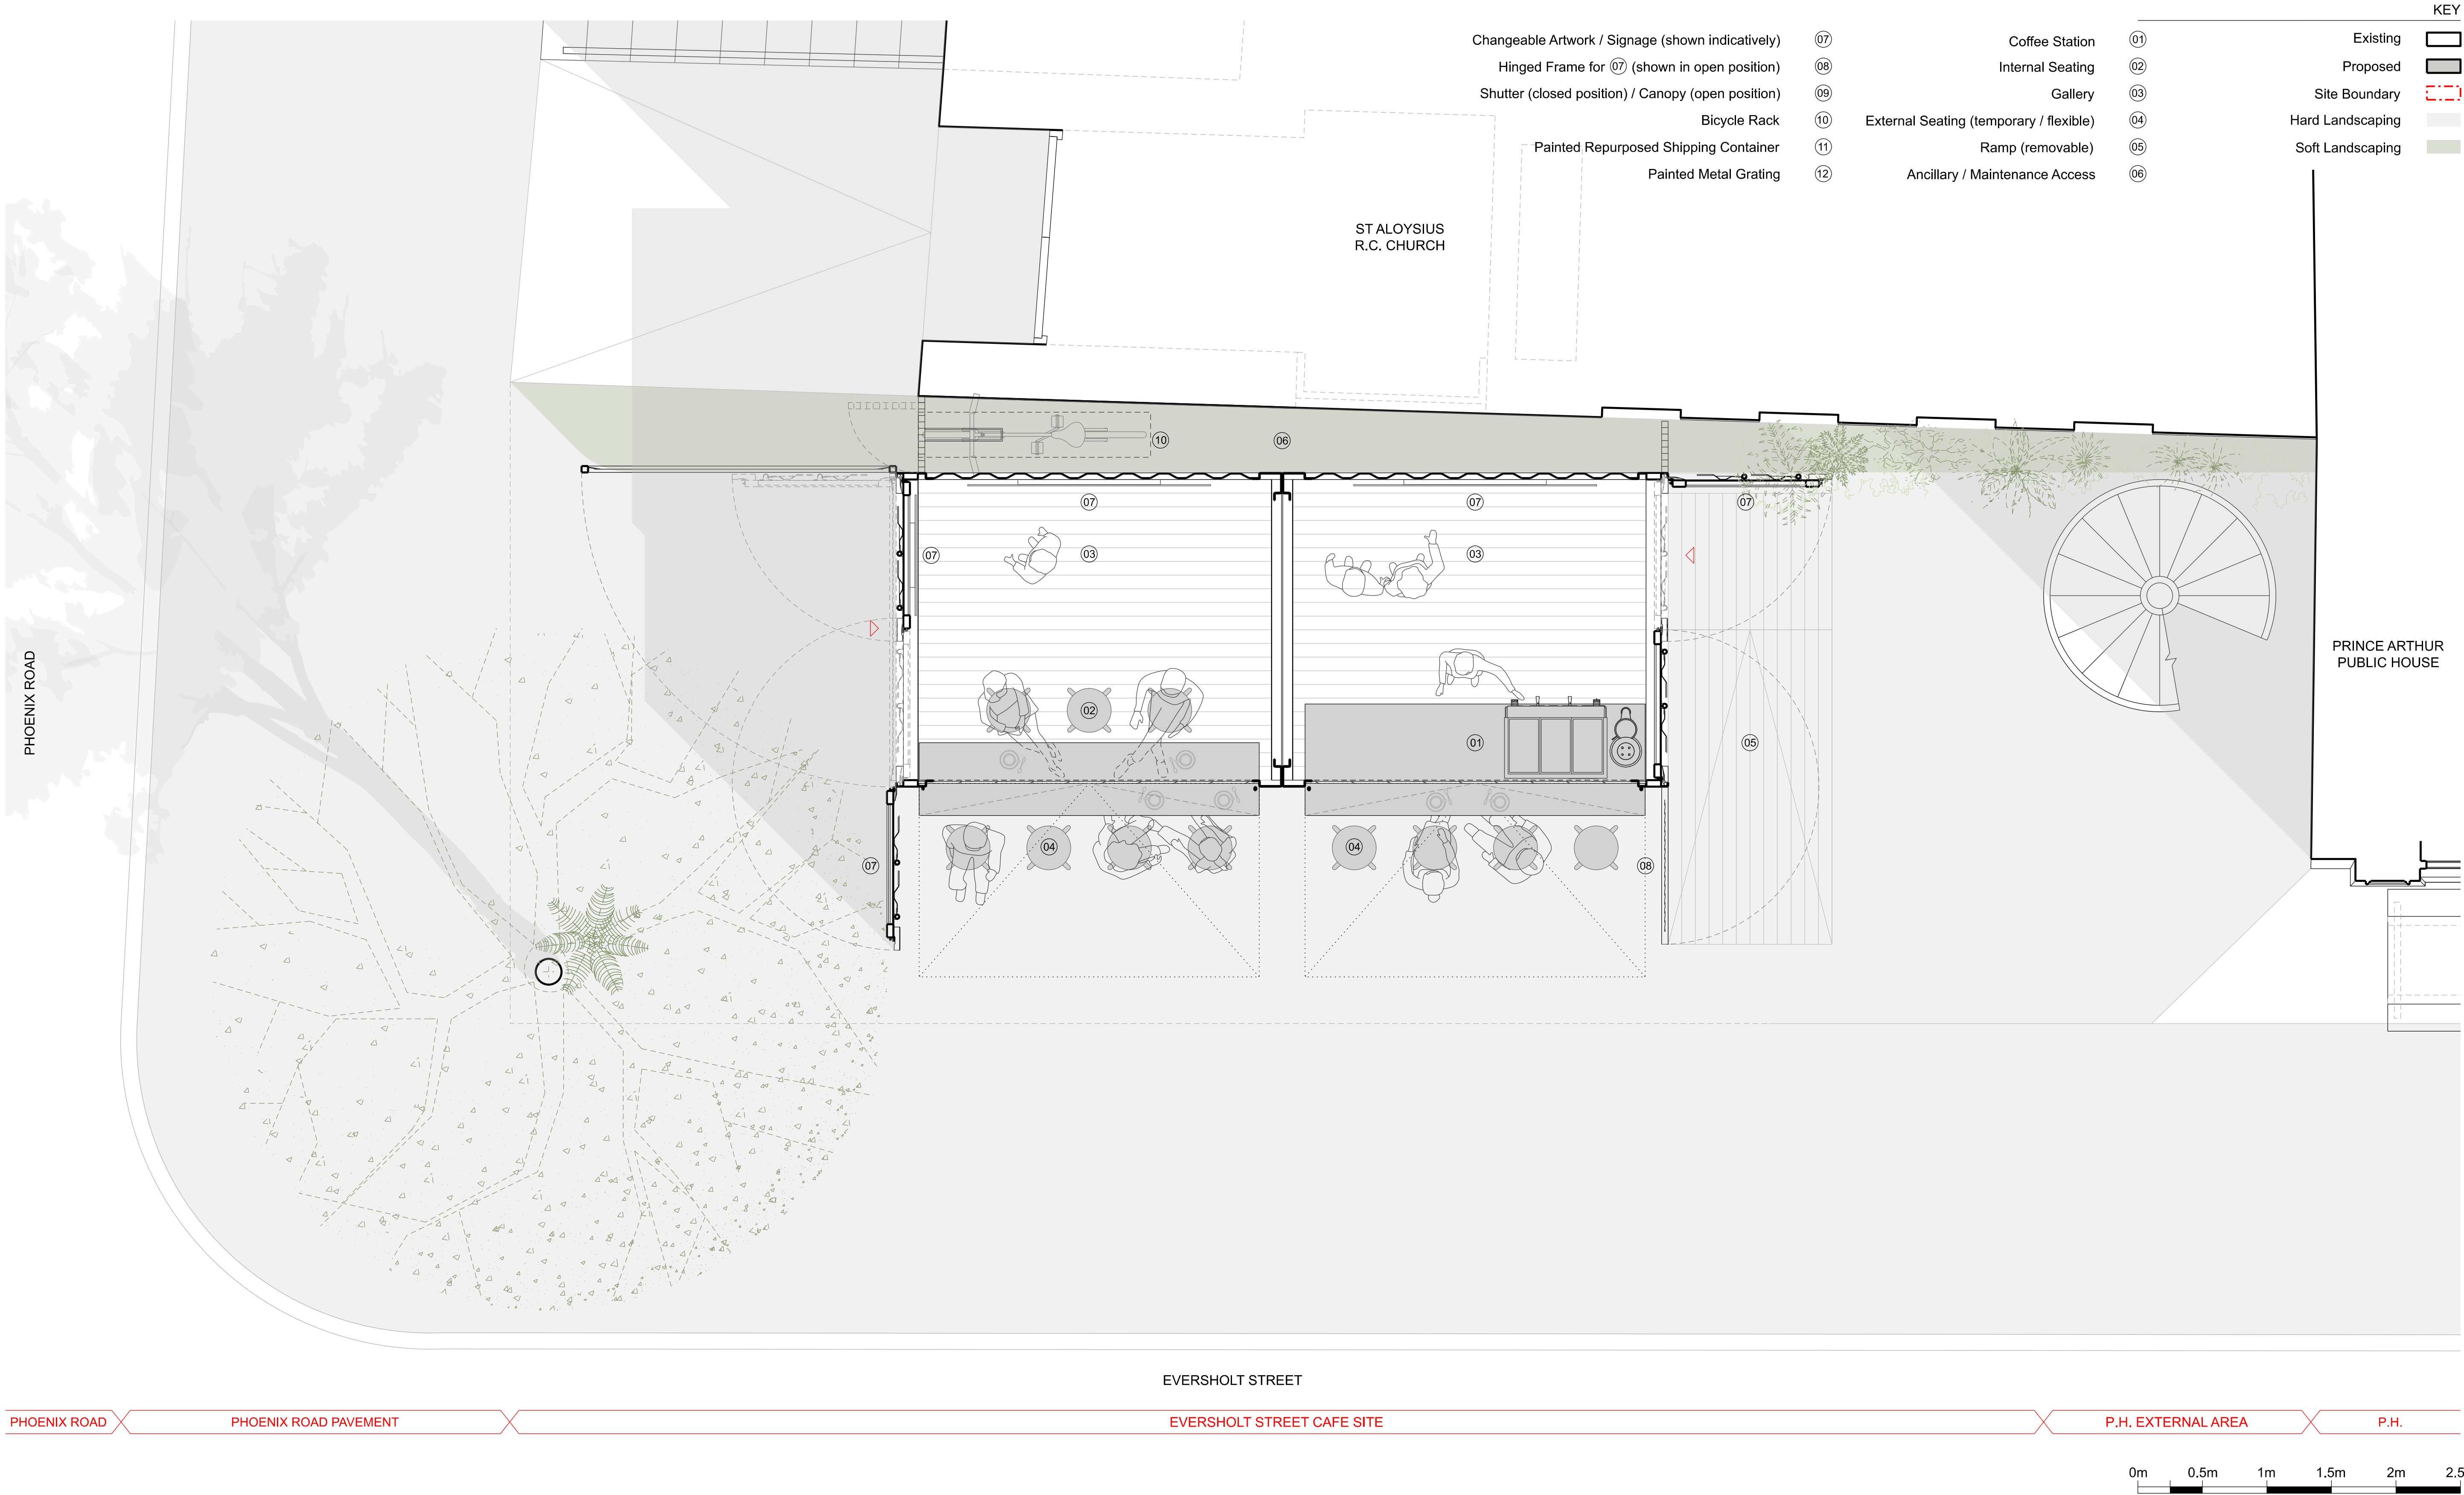 KEY
Changeable Artwork / Signage (shown indicatively) 07 Coffee Station 01 Existing
Hinged Frame for 07 (shown in open position) 08 Internal Seating 02 Proposed
Shutter (closed position) / Canopy (open position) 09 Gallery 03 Site Boundary
Bicycle Rack 10 External Seating (temporary / flexible) 04 Hard Landscaping
Painted Repurposed Shipping Container 11 Ramp (removable) 05 Soft Landscaping
Painted Metal Grating 12 Ancillary / Maintenance Access 06
ST ALOYSIUS
R.C. CHURCH
10
06
07
07
07
07
03
03
PHOENIX ROAD
PRINCE ARTHUR
PUBLIC HOUSE
02
01
05
04
04
07
08
EVERSHOLT STREET
PHOENIX ROAD
PHOENIX ROAD PAVEMENT
EVERSHOLT STREET CAFE SITE
P.H. EXTERNAL AREA
P.H.
0m 0.5m 1m 1.5m 2m 2.5